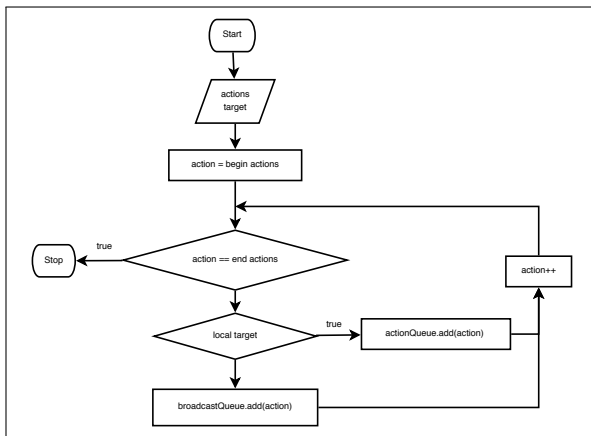 Start
actions
target
action = begin actions
true
Stop
action == end actions
action++
local target
true
actionQueue.add(action)
broadcastQueue.add(action)